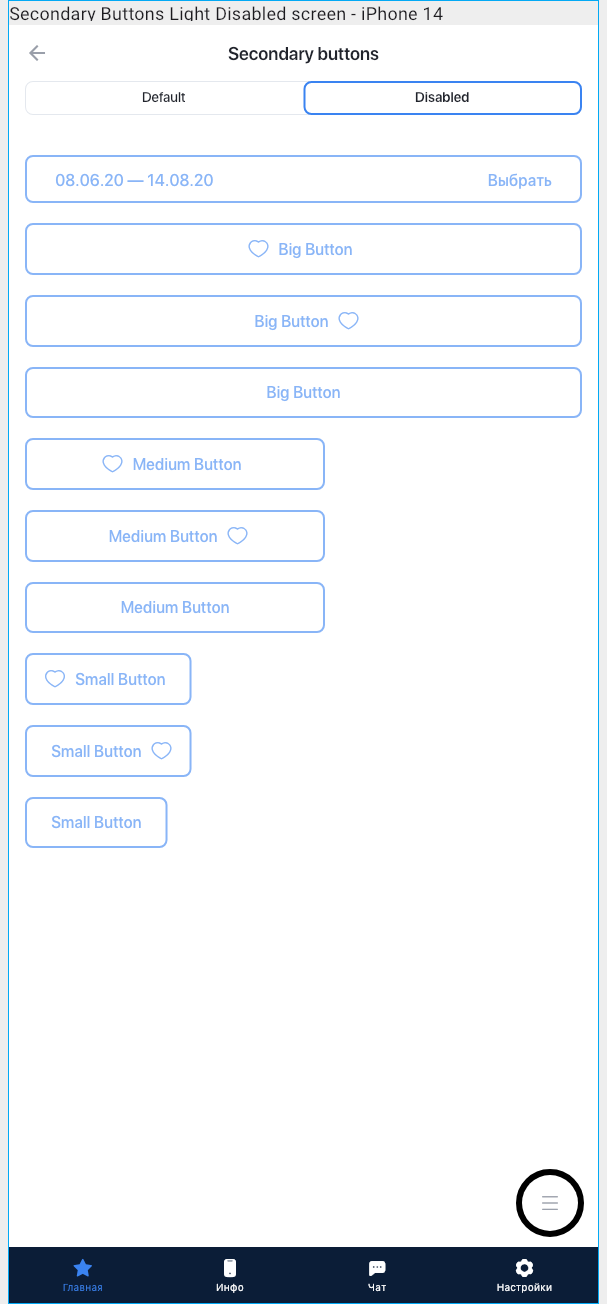 Secondary Buttons Light Disabled screen - iPhone 14
Secondary buttons
Default Disabled
08.06.20 — 14.08.20 Выбрать
Big Button
Big Button
Big Button
Medium Button
Medium Button
Medium Button
Small Button
Small Button
Small Button
Главная Инфо Чат Настройки